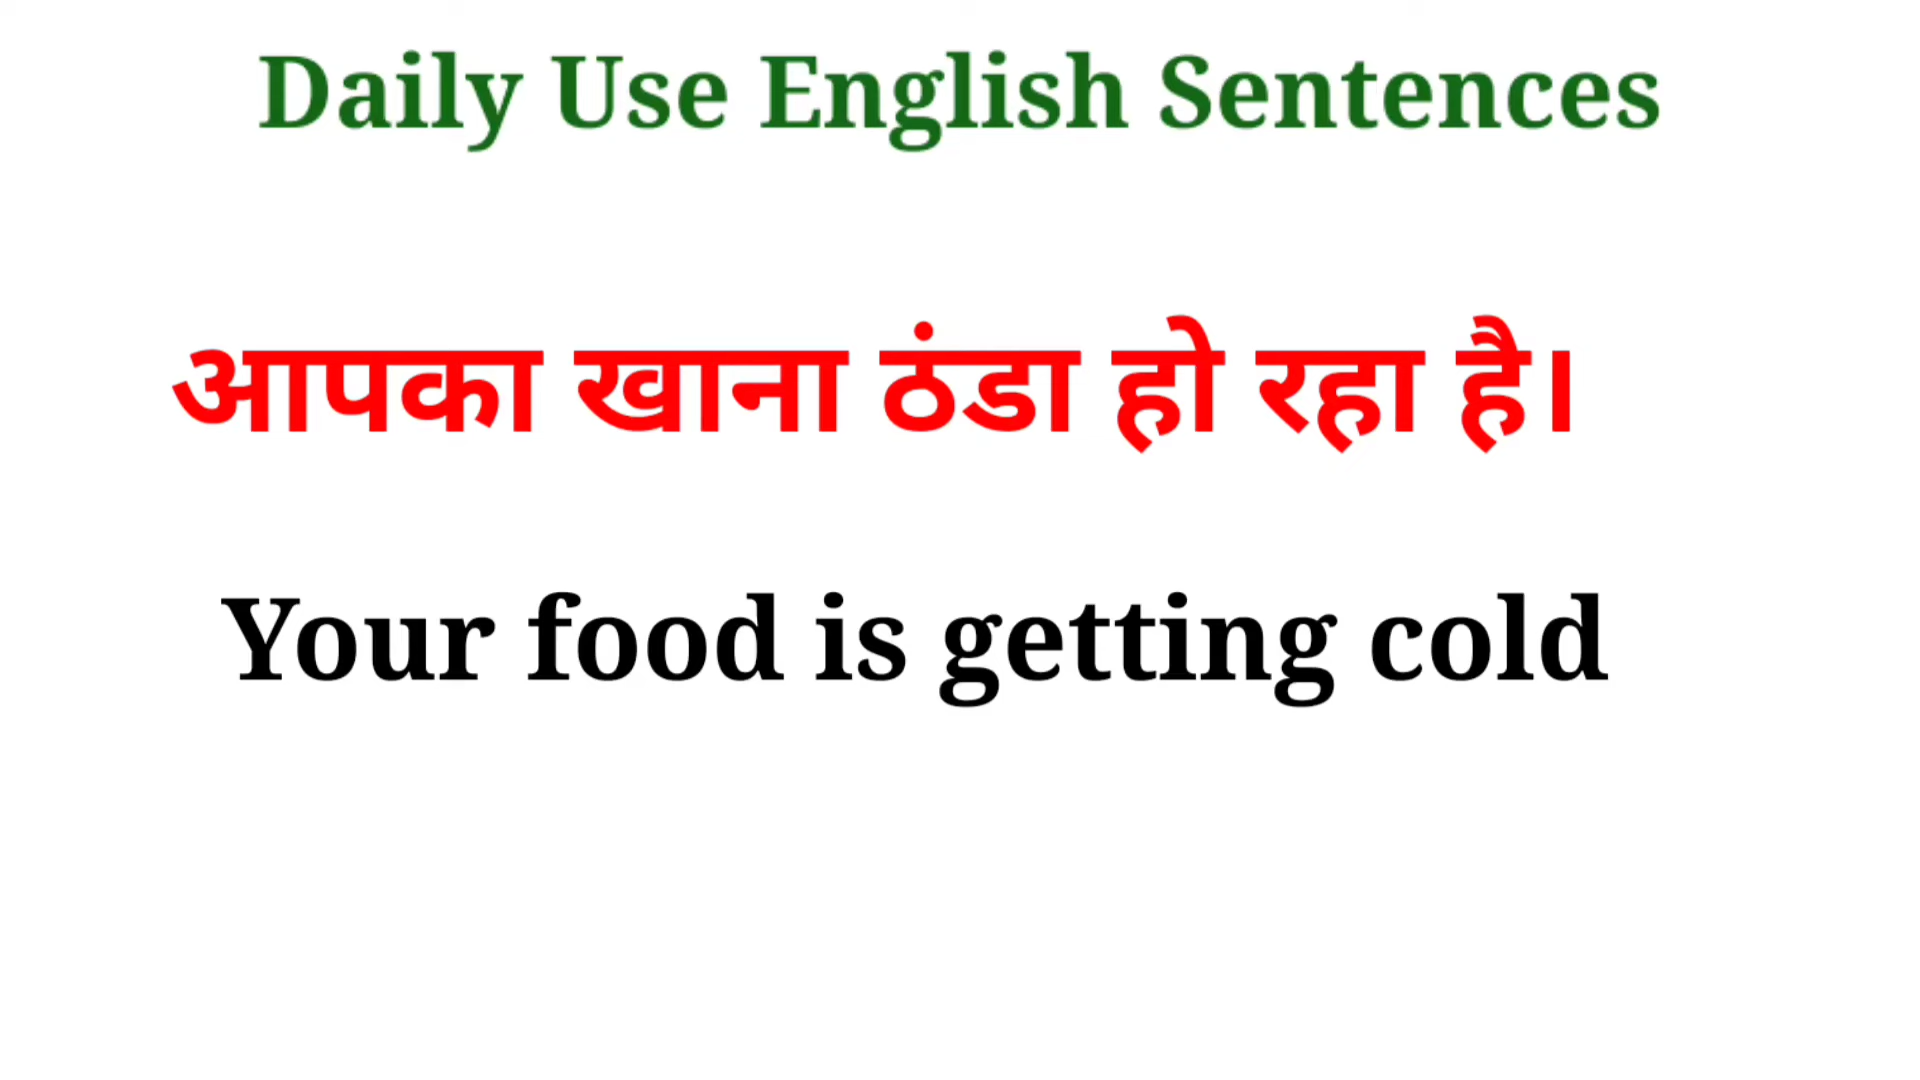 Daily Use English Sentences
आपका खाना ठंडा हो रहा है।
Your food is getting cold